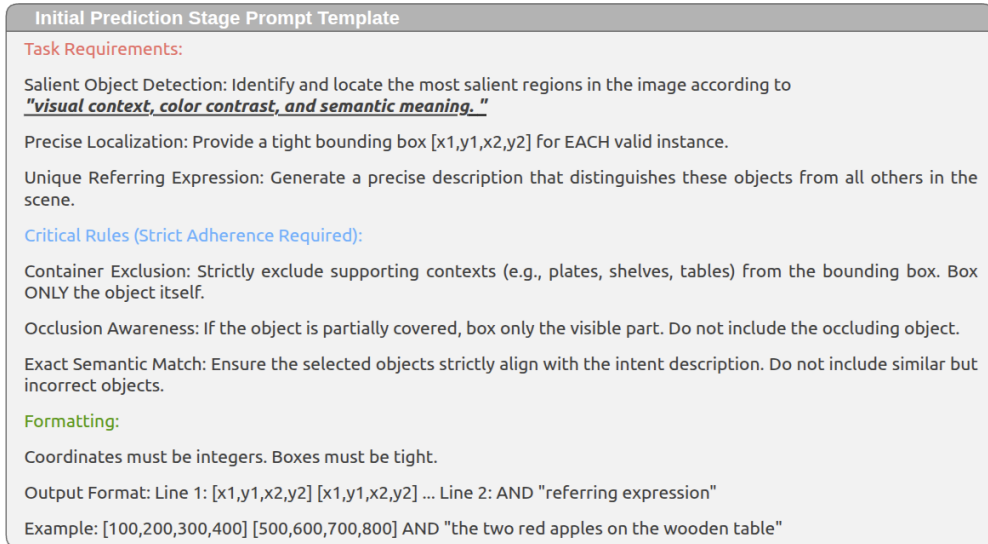 Initial Prediction Stage Prompt Template
Task Requirements:
Salient Object Detection: Identify and locate the most salient regions in the image according to
"visual context, color contrast, and semantic meaning. "
Precise Localization: Provide a tight bounding box [x1,y1,x2,y2] for EACH valid instance.
Unique Referring Expression: Generate a precise description that distinguishes these objects from all others in the
scene.
Critical Rules (Strict Adherence Required):
Container Exclusion: Strictly exclude supporting contexts (e.g., plates, shelves, tables) from the bounding box. Box
ONLY the object itself.
Occlusion Awareness: If the object is partially covered, box only the visible part. Do not include the occluding object.
Exact Semantic Match: Ensure the selected objects strictly align with the intent description. Do not include similar but
incorrect objects.
Formatting:
Coordinates must be integers. Boxes must be tight.
Output Format: Line 1: [x1,y1,x2,y2] [x1,y1,x2,y2] ... Line 2: AND "referring expression"
Example: [100,200,300,400] [500,600,700,800] AND "the two red apples on the wooden table"